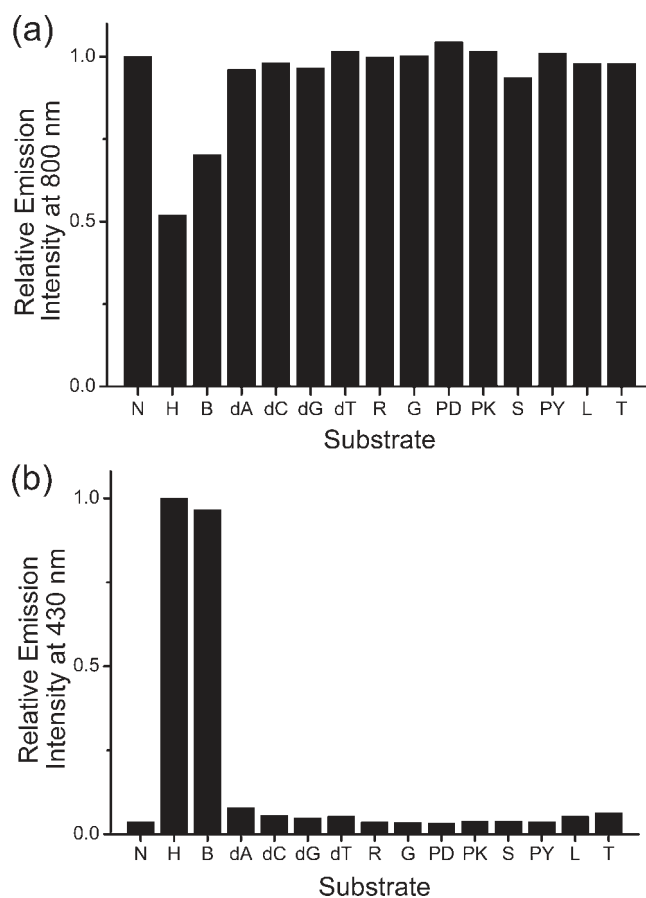 (a)
Relative Emission
Intensity at 800 nm
1.0
0.5
0.0
N H B dA dC dG dT R G PD PK S PY L T
Substrate
(b)
Relative Emission
Intensity at 430 nm
1.0
0.5
0.0
N H B dA dC dG dT R G PD PK S PY L T
Substrate